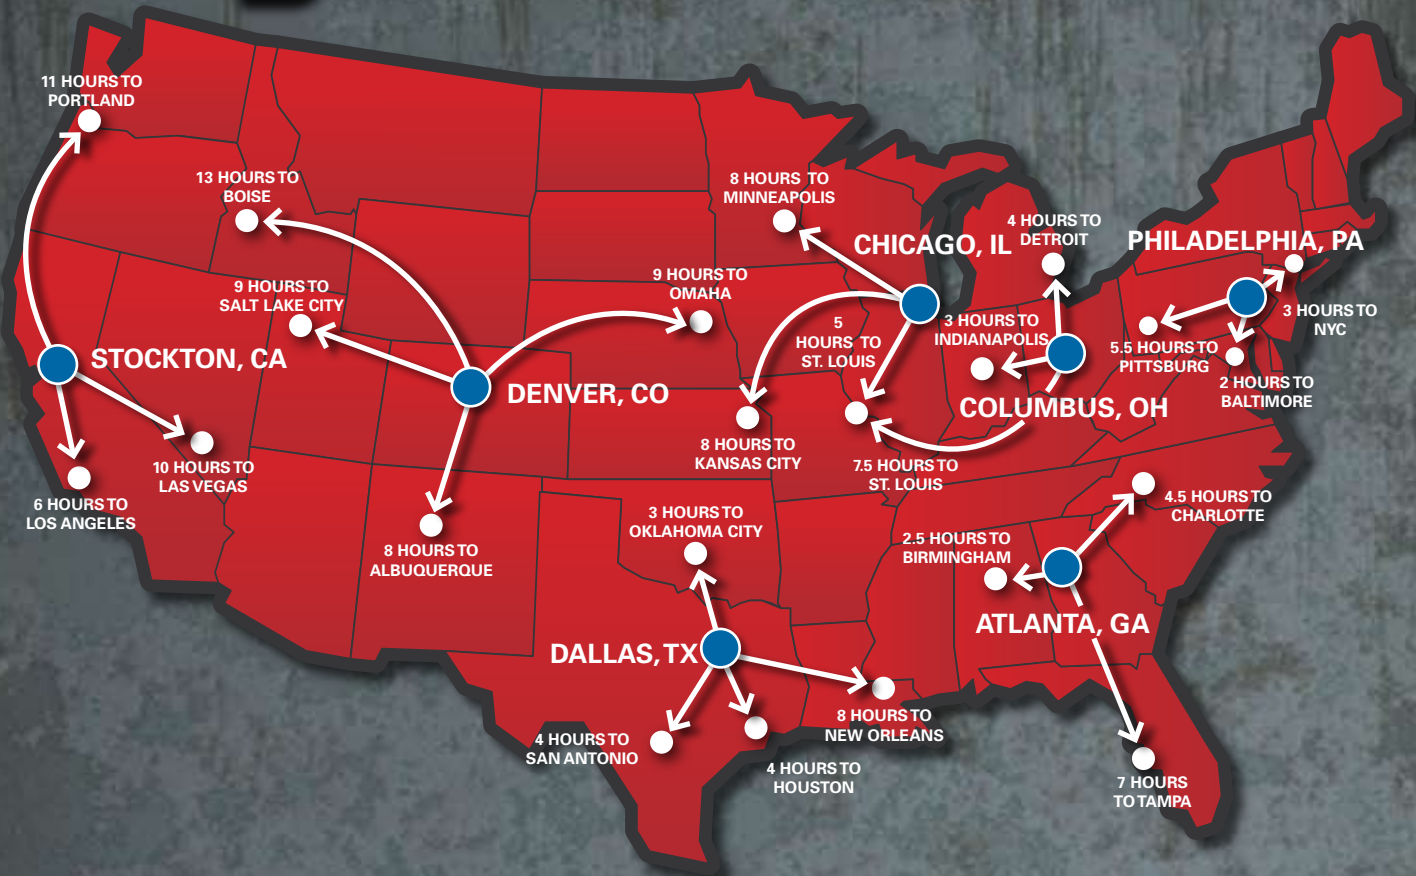 11 HOURS TO
PORTLAND
13 HOURS TO
BOISE
9 HOURS TO
SALT LAKE CITY
STOCKTON, CA
10 HOURS TO
LAS VEGAS
6 HOURS TO
LOS ANGELES
9 HOURS TO
OMAHA
DENVER, CO
8 HOURS TO
ALBUQUERQUE
8 HOURS TO
MINNEAPOLIS
CHICAGO, IL
5
HOURS TO
ST. LOUIS
8 HOURS TO
KANSAS CITY
4 HOURS TO
DETROIT
3 HOURS TO
INDIANAPOLIS
COLUMBUS, OH
7.5 HOURS TO
ST. LOUIS
PHILADELPHIA, PA
3 HOURS TO
NYC
5.5 HOURS TO
PITTSBURG
2 HOURS TO
BALTIMORE
3 HOURS TO
OKLAHOMA CITY
DALLAS, TX
4 HOURS TO
SAN ANTONIO
4 HOURS TO
HOUSTON
8 HOURS TO
NEW ORLEANS
4.5 HOURS TO
CHARLOTTE
2.5 HOURS TO
BIRMINGHAM
ATLANTA, GA
7 HOURS
TO TAMPA